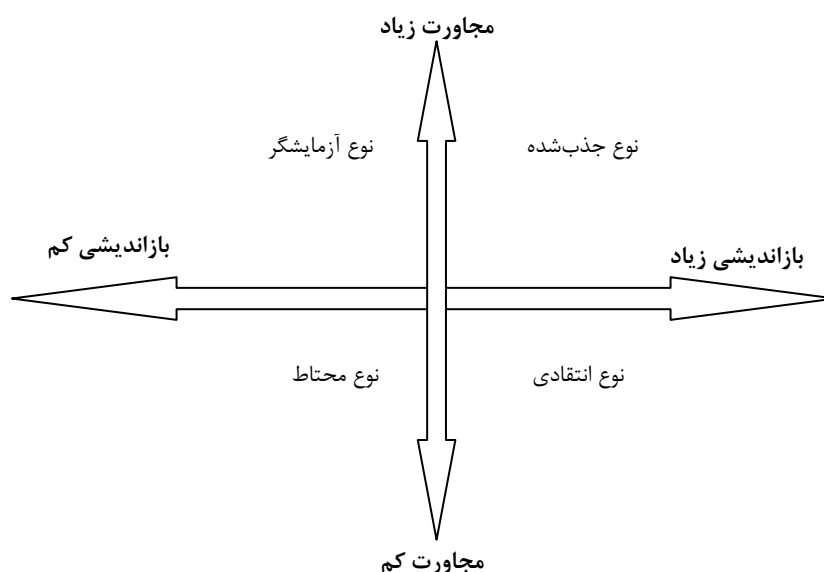 مجاورت زیاد
نوع جذب‌شده
نوع آزمایشگر
بازاندیشی زیاد
بازاندیشی کم
نوع انتقادی
نوع محتاط
مجاورت کم